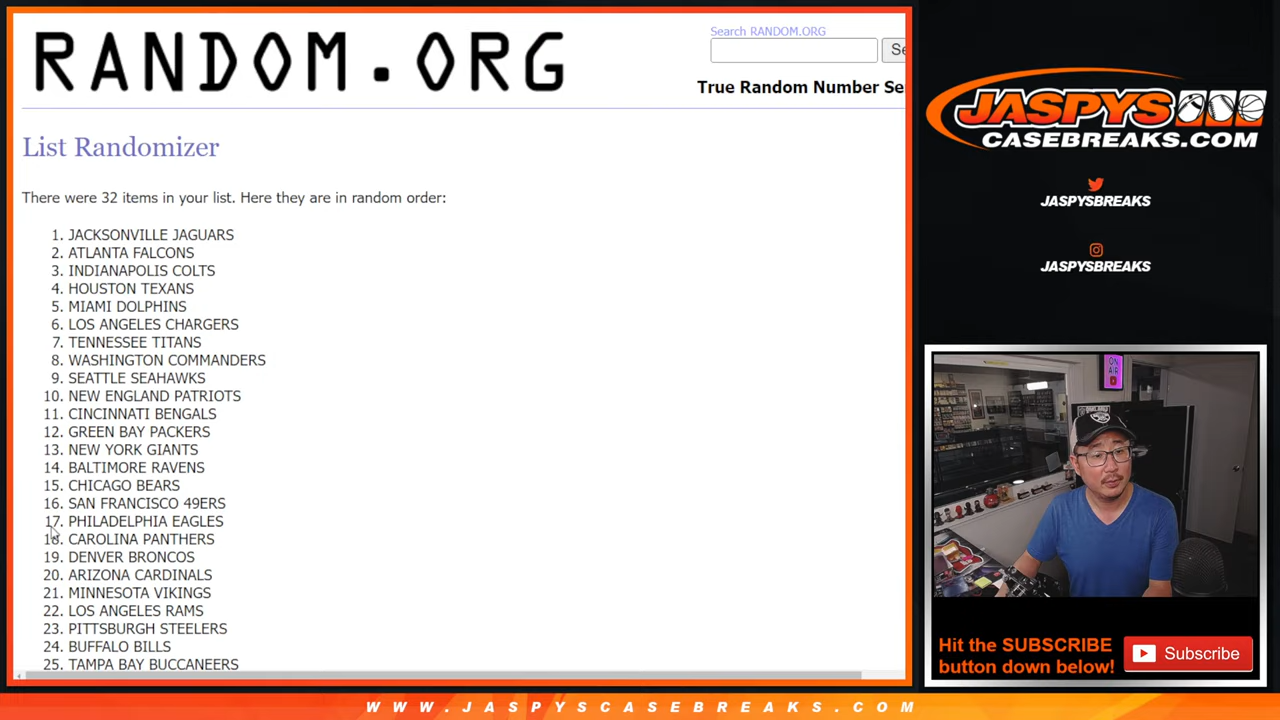 RANDOM.ORG
Search RANDOM.ORG
Se
True Random Number Se
List Randomizer
There were 32 items in your list. Here they are in random order:
1. JACKSONVILLE JAGUARS
2. ATLANTA FALCONS
3. INDIANAPOLIS COLTS
4. HOUSTON TEXANS
5. MIAMI DOLPHINS
6. LOS ANGELES CHARGERS
7. TENNESSEE TITANS
8. WASHINGTON COMMANDERS
9. SEATTLE SEAHAWKS
10. NEW ENGLAND PATRIOTS
11. CINCINNATI BENGALS
12. GREEN BAY PACKERS
13. NEW YORK GIANTS
14. BALTIMORE RAVENS
15. CHICAGO BEARS
16. SAN FRANCISCO 49ERS
17. PHILADELPHIA EAGLES
18. CAROLINA PANTHERS
19. DENVER BRONCOS
20. ARIZONA CARDINALS
21. MINNESOTA VIKINGS
22. LOS ANGELES RAMS
23. PITTSBURGH STEELERS
24. BUFFALO BILLS
25. TAMPA BAY BUCCANEERS
JASPYS
CASEBREAKS.COM
JASPYSBREAKS
JASPYSBREAKS
ON
AIR
Hit the SUBSCRIBE
button down below!
Subscribe
WWW.JASPYSCASEBREAKS.COM